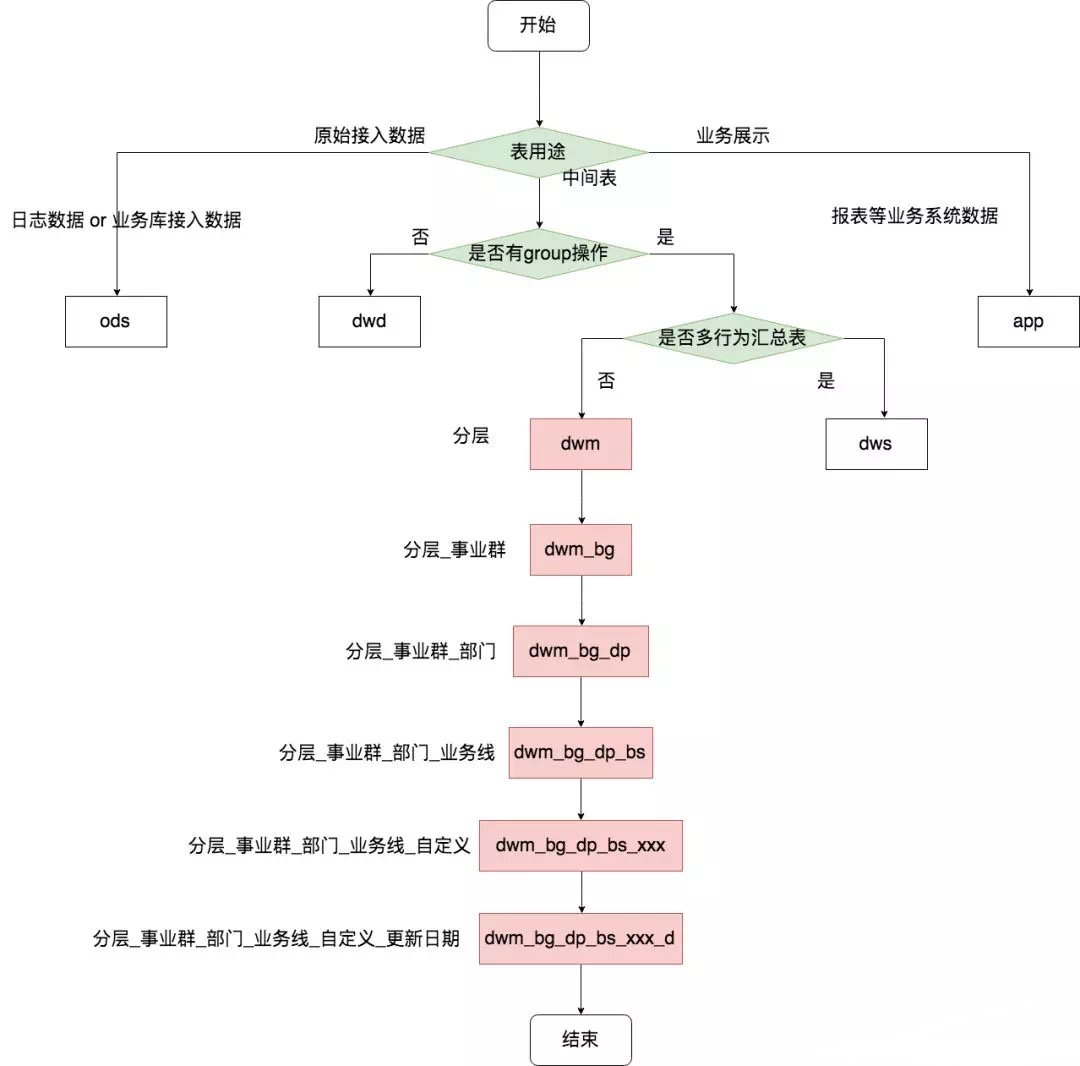 开始
原始接入数据
表用途
业务展示
中间表
日志数据 or 业务库接入数据
报表等业务系统数据
否
是否有group操作
是
ods
dwd
app
是否多行为汇总表
否
是
分层
dwm
dws
分层_事业群
dwm_bg
分层_事业群_部门
dwm_bg_dp
分层_事业群_部门_业务线
dwm_bg_dp_bs
分层_事业群_部门_业务线_自定义
dwm_bg_dp_bs_xxx
分层_事业群_部门_业务线_自定义_更新日期
dwm_bg_dp_bs_xxx_d
结束